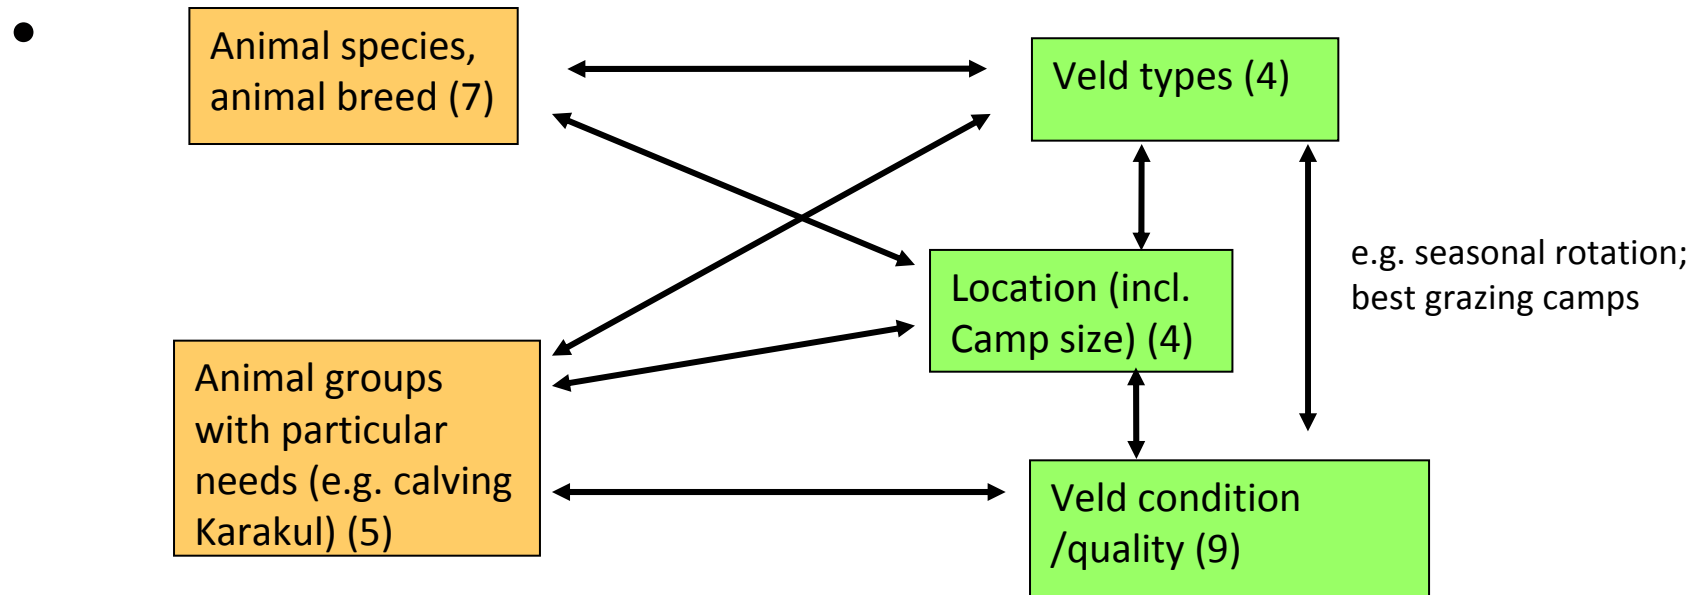 •
Animal species,
animal breed (7)
Veld types (4)
Location (incl.
Camp size) (4)
e.g. seasonal rotation;
best grazing camps
Animal groups
with particular
needs (e.g. calving
Karakul) (5)
Veld condition
/quality (9)